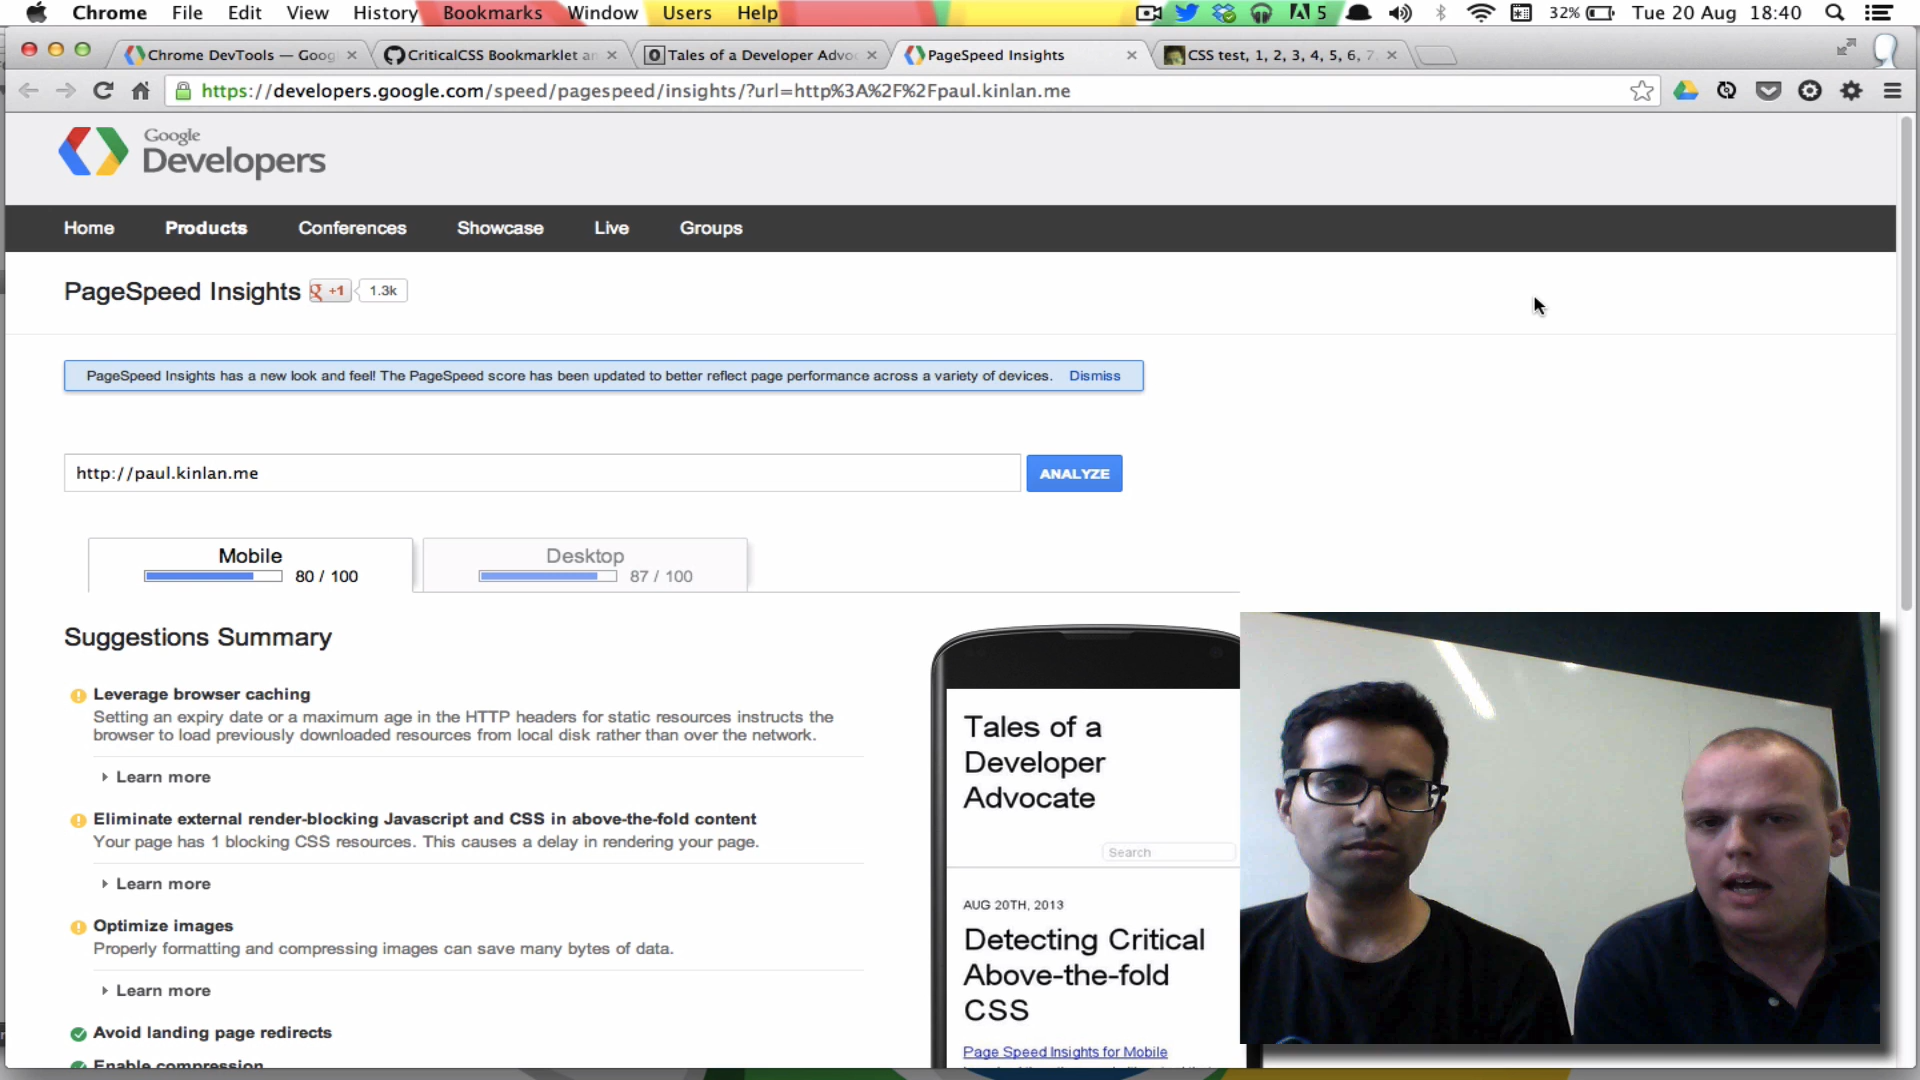 Chrome File Edit View History Bookmarks Window Users Help 5 32% Tue 20 Aug 18:40
Chrome DevTools — Goog CriticalCSS Bookmarklet an Tales of a Developer Advoc PageSpeed Insights CSS test, 1, 2, 3, 4, 5, 6, 7
https://developers.google.com/speed/pagespeed/insights/?url=http%3A%2F%2Fpaul.kinlan.me
Google
Developers
Home Products Conferences Showcase Live Groups
PageSpeed Insights g +1 1.3k
PageSpeed Insights has a new look and feel! The PageSpeed score has been updated to better reflect page performance across a variety of devices. Dismiss
http://paul.kinlan.me ANALYZE
Mobile
80 / 100
Desktop
87 / 100
Suggestions Summary
Leverage browser caching
Setting an expiry date or a maximum age in the HTTP headers for static resources instructs the
browser to load previously downloaded resources from local disk rather than over the network.
Learn more
Eliminate external render-blocking Javascript and CSS in above-the-fold content
Your page has 1 blocking CSS resources. This causes a delay in rendering your page.
Learn more
Optimize images
Properly formatting and compressing images can save many bytes of data.
Learn more
Avoid landing page redirects
Enable compression
Tales of a
Developer
Advocate
Search
AUG 20TH, 2013
Detecting Critical
Above-the-fold
CSS
Page Speed Insights for Mobile